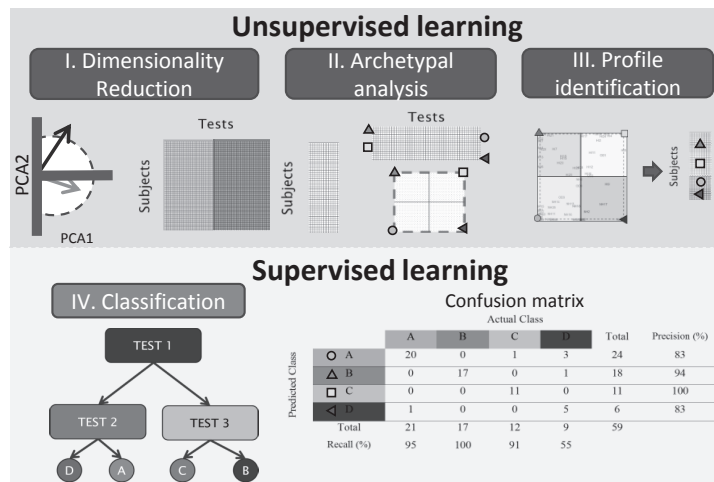 Unsupervised learning
I. Dimensionality
Reduction
II. Archetypal
analysis
III. Profile
identification
PCA2
PCA1
Tests
Subjects
Tests
Subjects
Subjects
Supervised learning
IV. Classification
TEST 1
TEST 2
TEST 3
D
A
C
B
Confusion matrix
Actual Class
Predicted Class
A B C D Total Precision (%)
A 20 0 1 3 24 83
B 0 17 0 1 18 94
C 0 0 11 0 11 100
D 1 0 0 5 6 83
Total 21 17 12 9 59
Recall (%) 95 100 91 55